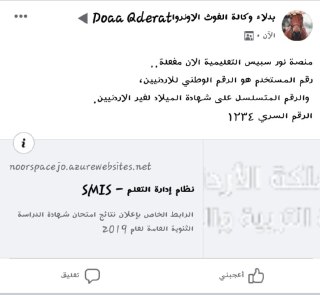 بدلاء وكالة الغوث الاونروا ◀ Doaa Qderat
الآن
منصة نور سبيس التعليمية الان مفعلة..
رقم المستخدم هو الرقم الوطني للاردنيين،
والرقم المتسلسل على شهادة الميلاد لغير الاردنيين.
الرقم السري ١٢٣٤
noorspacejo.azurewebsites.net
نظام إدارة التعلم – SMIS
الرابط الخاص بإعلان نتائج امتحان شهادة الدراسة
الثانوية العامة لعام 2019
أعجبني
تعليق